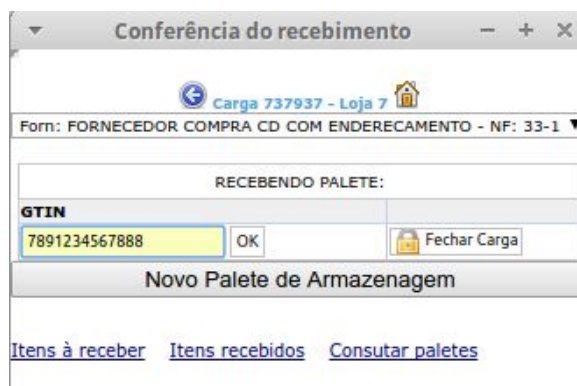 Conferência do recebimento
Carga 737937 - Loja 7
Forn: FORNECEDOR COMPRA CD COM ENDERECAMENTO - NF: 33-1
RECEBENDO PALETE:
GTIN
7891234567888 OK Fechar Carga
Novo Palete de Armazenagem
Itens à receber Itens recebidos Consutar paletes